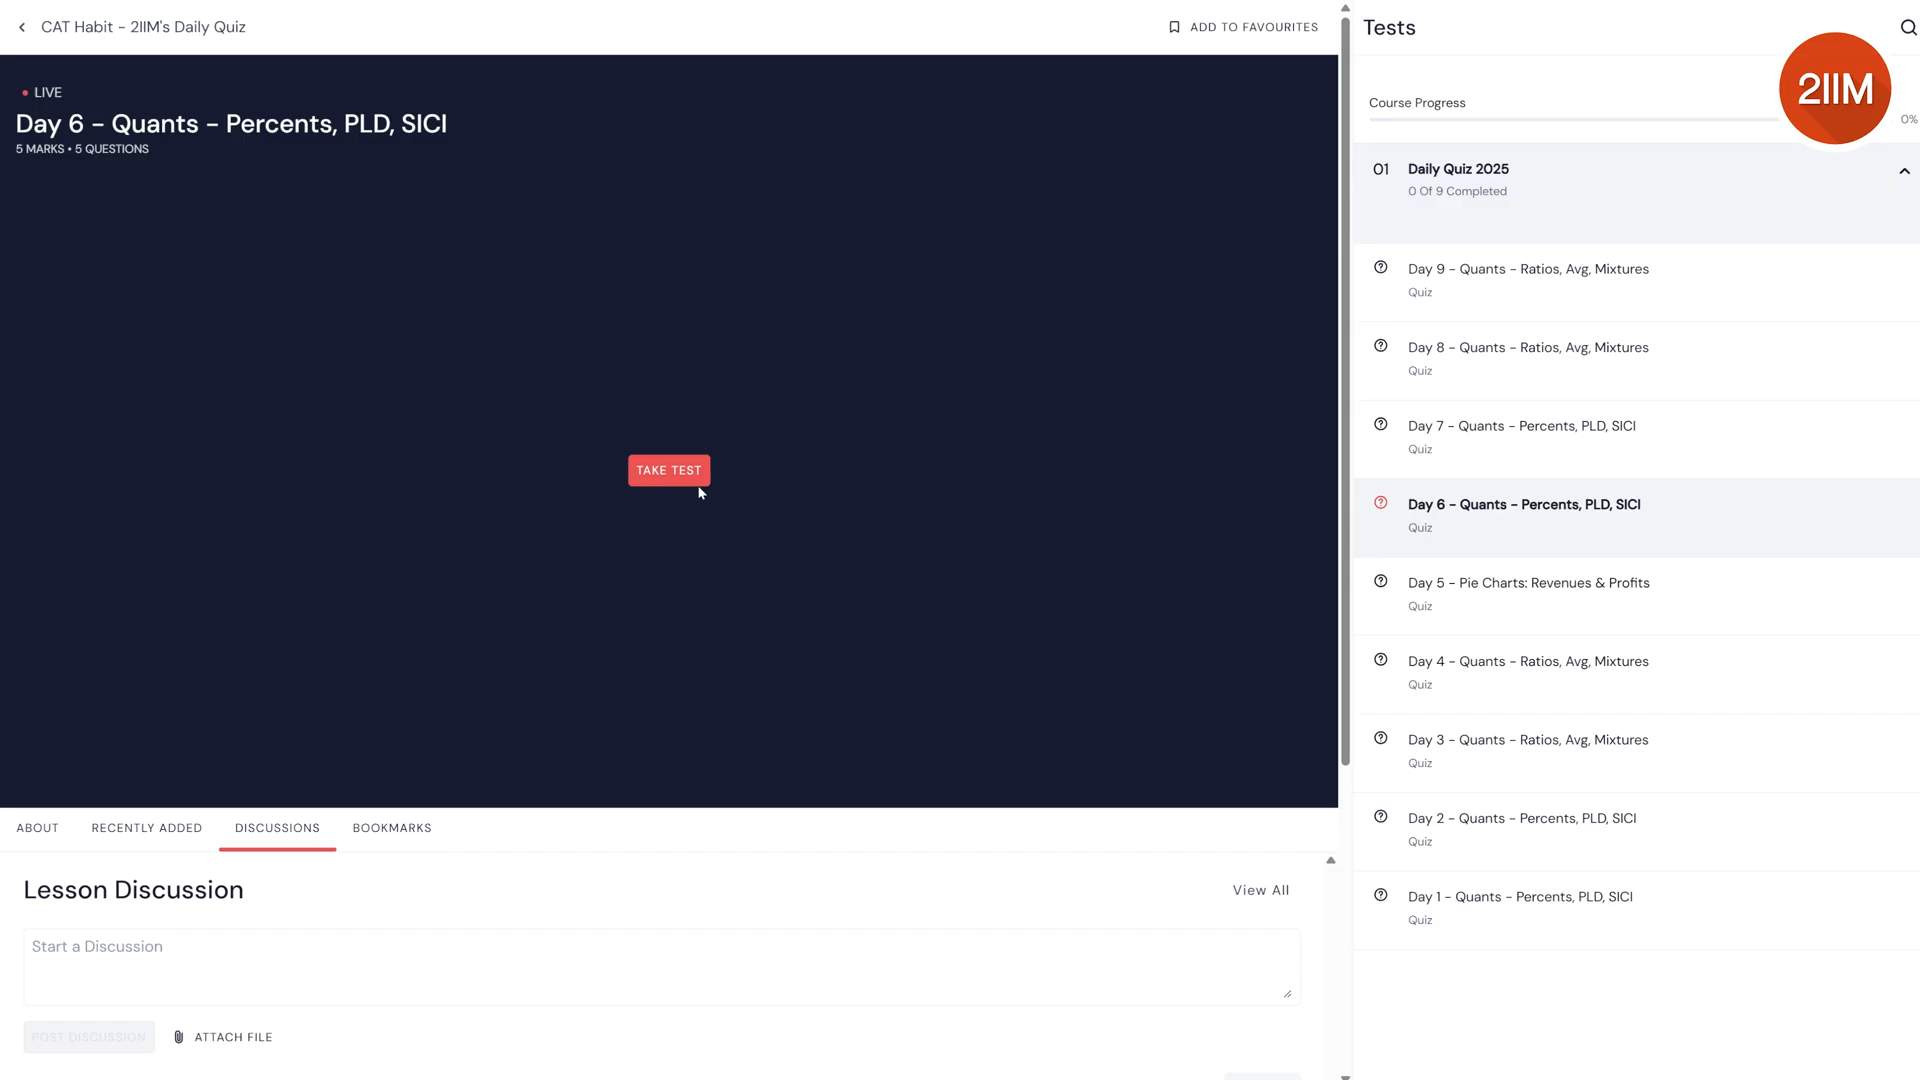 CAT Habit - 2IIM's Daily Quiz
ADD TO FAVOURITES
LIVE
Day 6 - Quants - Percents, PLD, SICI
5 MARKS • 5 QUESTIONS
TAKE TEST
ABOUT
RECENTLY ADDED
DISCUSSIONS
BOOKMARKS
Lesson Discussion
View All
Start a Discussion
POST DISCUSSION
ATTACH FILE
Tests
2IIM
Course Progress
0%
01
Daily Quiz 2025
0 Of 9 Completed
Day 9 - Quants - Ratios, Avg, Mixtures
Quiz
Day 8 - Quants - Ratios, Avg, Mixtures
Quiz
Day 7 - Quants - Percents, PLD, SICI
Quiz
Day 6 - Quants - Percents, PLD, SICI
Quiz
Day 5 - Pie Charts: Revenues & Profits
Quiz
Day 4 - Quants - Ratios, Avg, Mixtures
Quiz
Day 3 - Quants - Ratios, Avg, Mixtures
Quiz
Day 2 - Quants - Percents, PLD, SICI
Quiz
Day 1 - Quants - Percents, PLD, SICI
Quiz